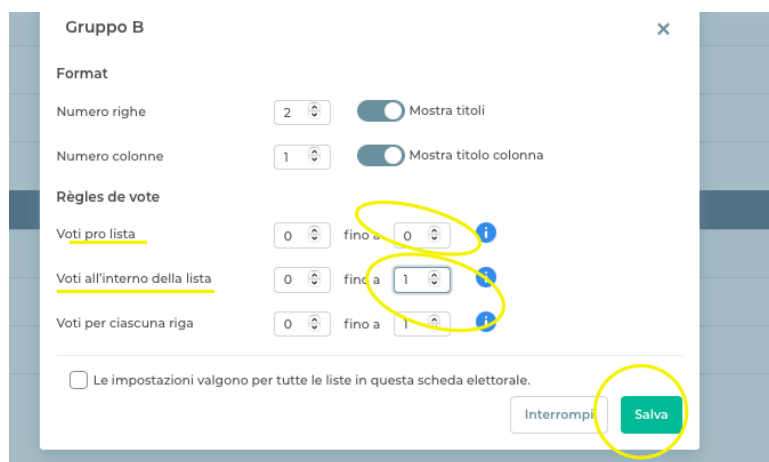 Gruppo B
Format
Numero righe 2 Mostra titoli
Numero colonne 1 Mostra titolo colonna
Règles de vote
Voti pro lista 0 fino a 0
Voti all'interno della lista 0 fino a 1
Voti per ciascuna riga 0 fino a 1
Le impostazioni valgono per tutte le liste in questa scheda elettorale.
Interrompi Salva